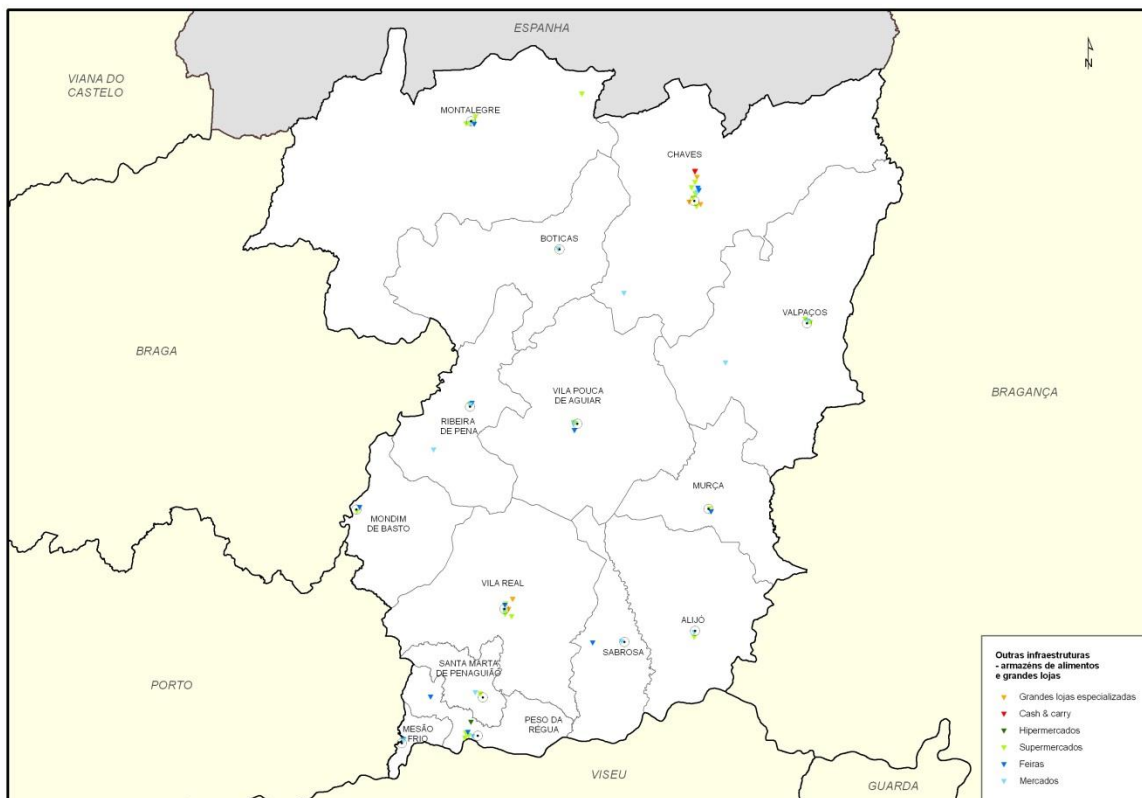 ESPANHA
VIANA DO
CASTELO
N
MONTALEGRE
CHAVES
BOTICAS
VALPAÇOS
BRAGA
BRAGANÇA
VILA POUCA
DE AGUIAR
RIBEIRA
DE PENA
MURÇA
MONDIM
DE BASTO
VILA REAL
ALIJÓ
SABROSA
SANTA MARTA
DE PENAGUIÃO
PORTO
PESO DA
RÉGUA
MESÃO
FRIO
VISEU
GUARDA
Outras infraestruturas
- armazéns de alimentos
e grandes lojas
Grandes lojas especializadas
Cash & carry
Hipermercados
Supermercados
Feiras
Mercados